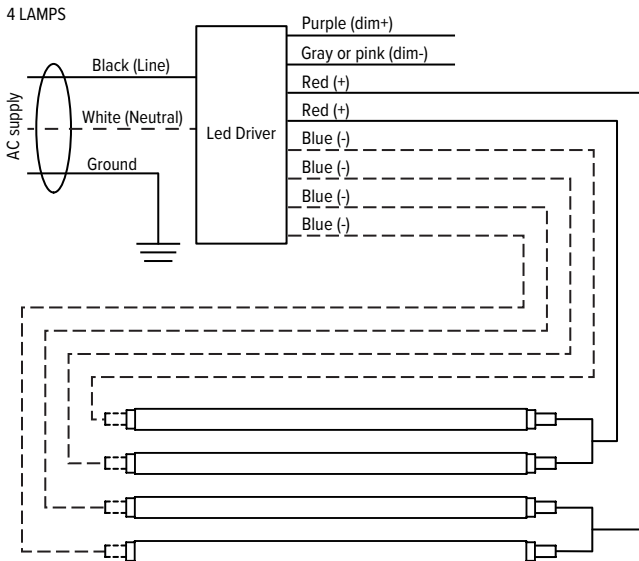 4 LAMPS
AC supply
Black (Line)
White (Neutral)
Ground
Led Driver
Purple (dim+)
Gray or pink (dim-)
Red (+)
Red (+)
Blue (-)
Blue (-)
Blue (-)
Blue (-)